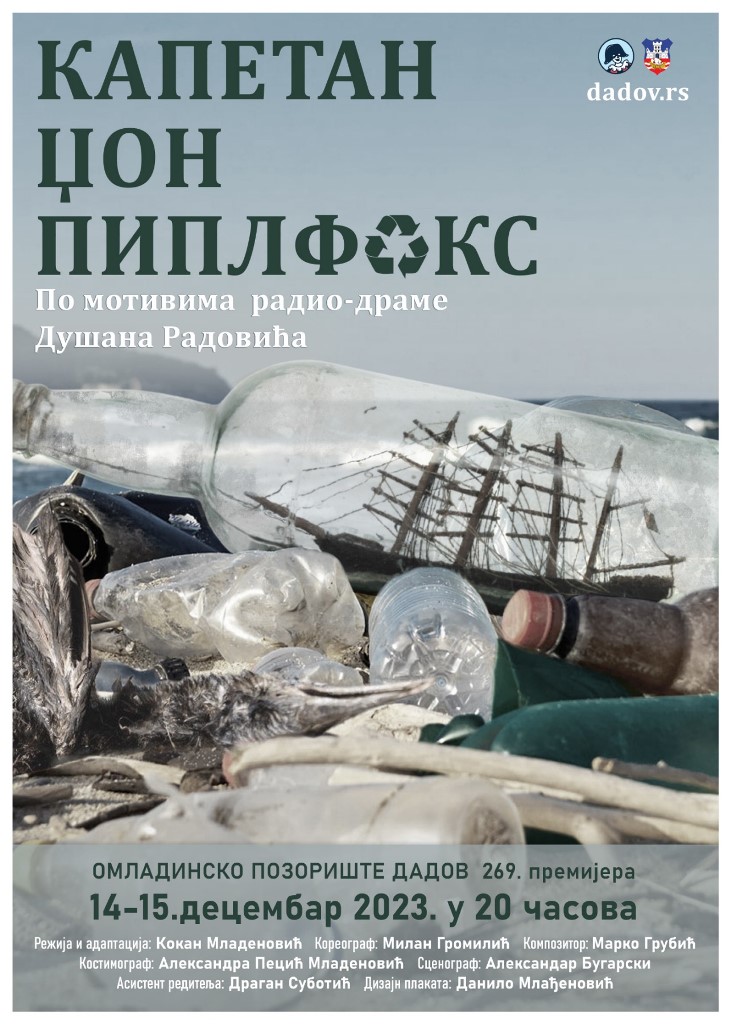 КАПЕТАН
dadov.rs
ЏОН
ПИПЛФ♻КС
По мотивима радио-драме
Душана Радовића
ОМЛАДИНСКО ПОЗОРИШТЕ ДАДОВ 269. премијера
14-15.децембар 2023. у 20 часова
Режија и адаптација: Кокан Младеновић Кореограф: Милан Громилић Композитор: Марко Грубић
Костимограф: Александра Пецић Младеновић Сценограф: Александар Бугарски
Асистент редитеља: Драган Суботић Дизајн плаката: Данило Млађеновић